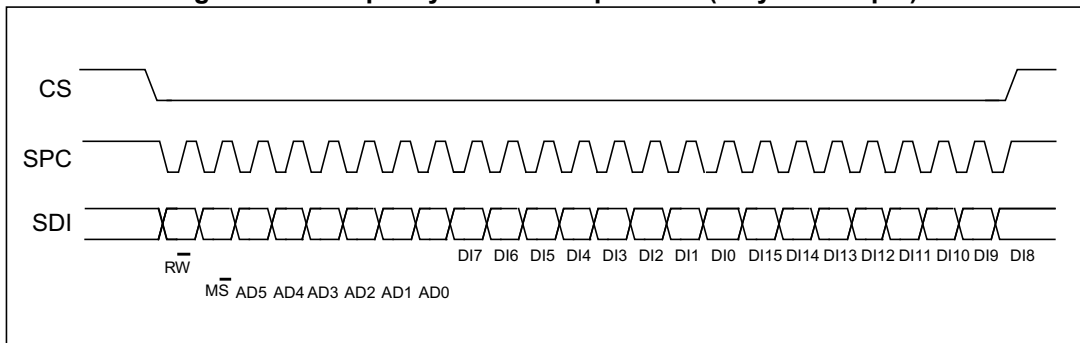 CS
SPC
SDI
DI7 DI6 DI5 DI4 DI3 DI2 DI1 DI0 DI15 DI14 DI13 DI12 DI11 DI10 DI9 DI8
RW̅
MS̅ AD5 AD4 AD3 AD2 AD1 AD0